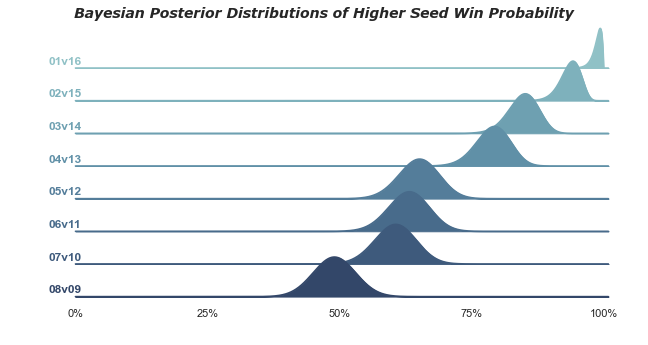 Bayesian Posterior Distributions of Higher Seed Win Probability
01v16
02v15
03v14
04v13
05v12
06v11
07v10
08v09
0% 25% 50% 75% 100%